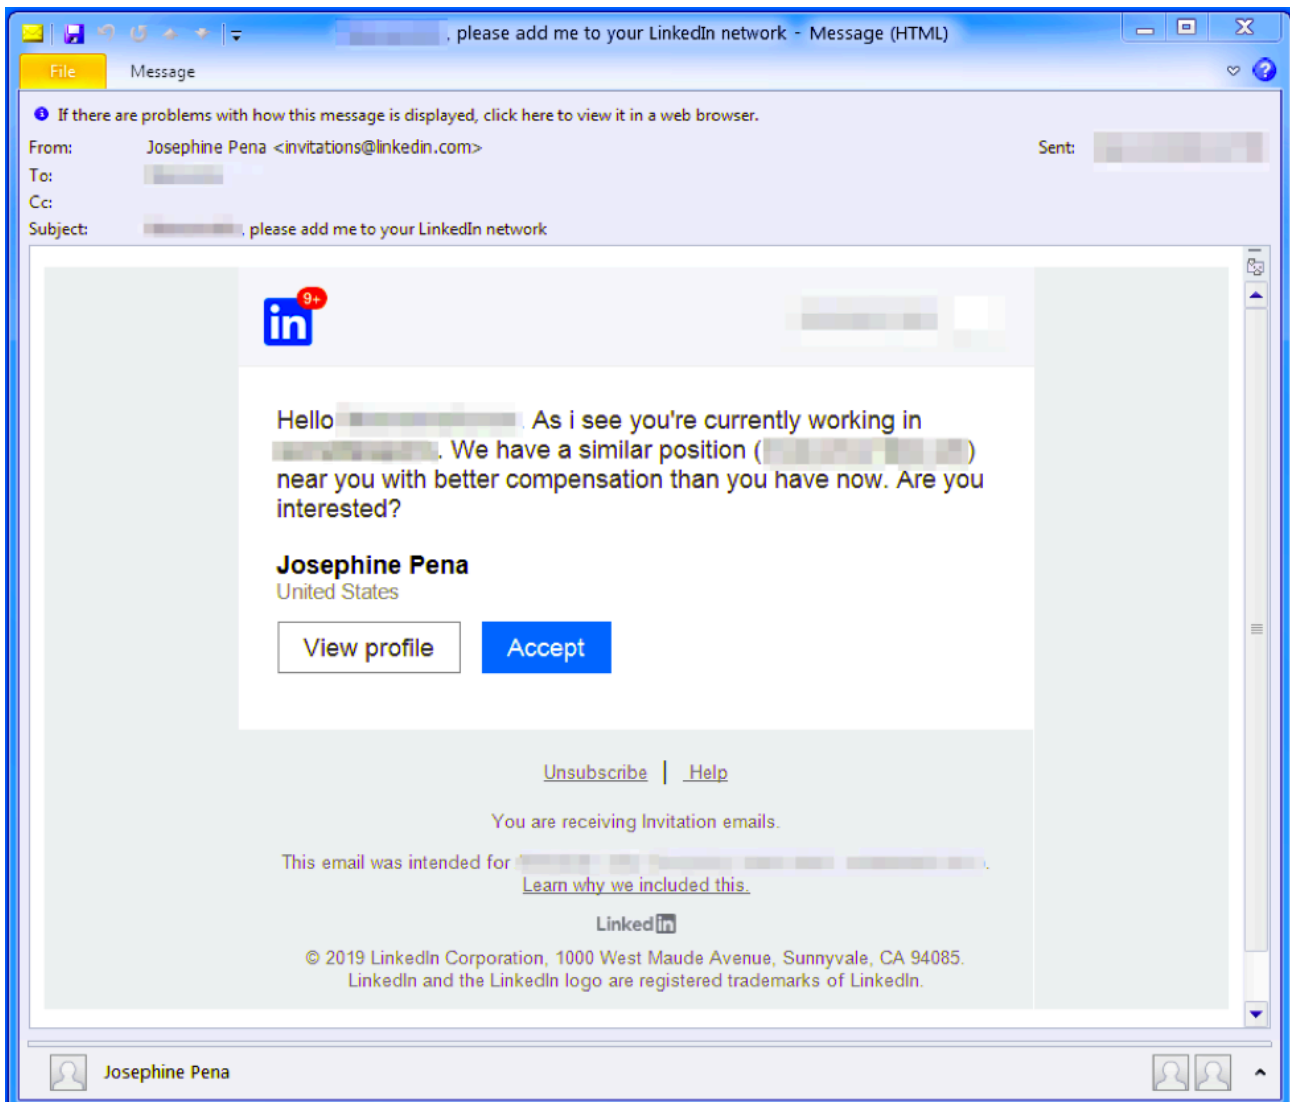 , please add me to your LinkedIn network - Message (HTML)
File Message
If there are problems with how this message is displayed, click here to view it in a web browser.
From: Josephine Pena <invitations@linkedin.com> Sent:
To:
Cc:
Subject: , please add me to your LinkedIn network
in 9+
Hello . As i see you're currently working in
. We have a similar position ( )
near you with better compensation than you have now. Are you
interested?
Josephine Pena
United States
View profile Accept
Unsubscribe | Help
You are receiving Invitation emails.
This email was intended for .
Learn why we included this.
Linked in
© 2019 LinkedIn Corporation, 1000 West Maude Avenue, Sunnyvale, CA 94085.
LinkedIn and the LinkedIn logo are registered trademarks of LinkedIn.
Josephine Pena